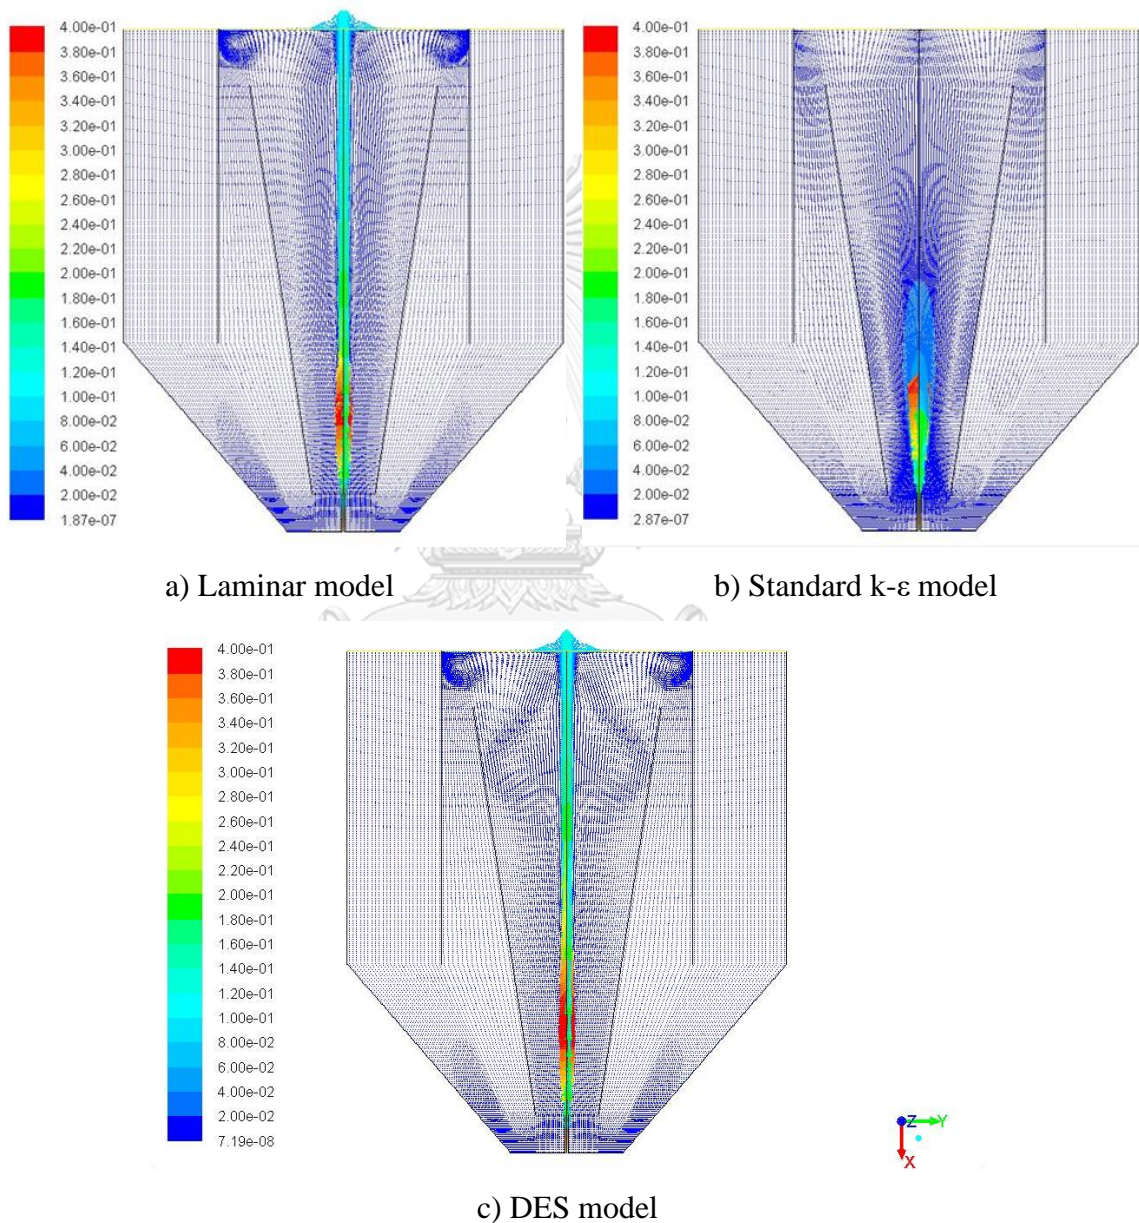 4.00e-01
3.80e-01
3.60e-01
3.40e-01
3.20e-01
3.00e-01
2.80e-01
2.60e-01
2.40e-01
2.20e-01
2.00e-01
1.80e-01
1.60e-01
1.40e-01
1.20e-01
1.00e-01
8.00e-02
6.00e-02
4.00e-02
2.00e-02
1.87e-07
a) Laminar model
4.00e-01
3.80e-01
3.60e-01
3.40e-01
3.20e-01
3.00e-01
2.80e-01
2.60e-01
2.40e-01
2.20e-01
2.00e-01
1.80e-01
1.60e-01
1.40e-01
1.20e-01
1.00e-01
8.00e-02
6.00e-02
4.00e-02
2.00e-02
2.87e-07
b) Standard k-ε model
4.00e-01
3.80e-01
3.60e-01
3.40e-01
3.20e-01
3.00e-01
2.80e-01
2.60e-01
2.40e-01
2.20e-01
2.00e-01
1.80e-01
1.60e-01
1.40e-01
1.20e-01
1.00e-01
8.00e-02
6.00e-02
4.00e-02
2.00e-02
7.19e-08
Z Y
X
c) DES model